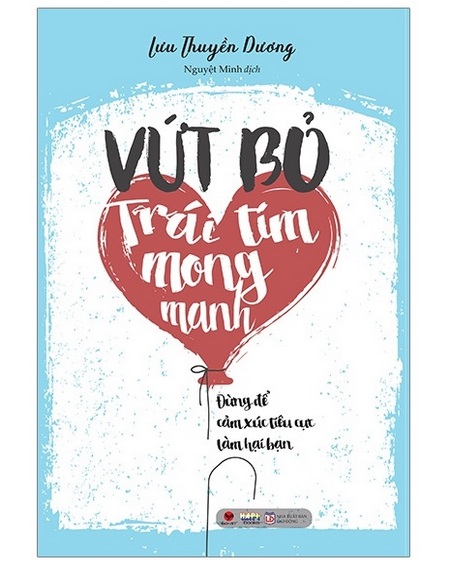 Lưu Thuyền Dương
Nguyệt Minh dịch
VỨT BỎ
Trái tim
mong
manh
Đừng để
cảm xúc tiêu cực
làm hại bạn